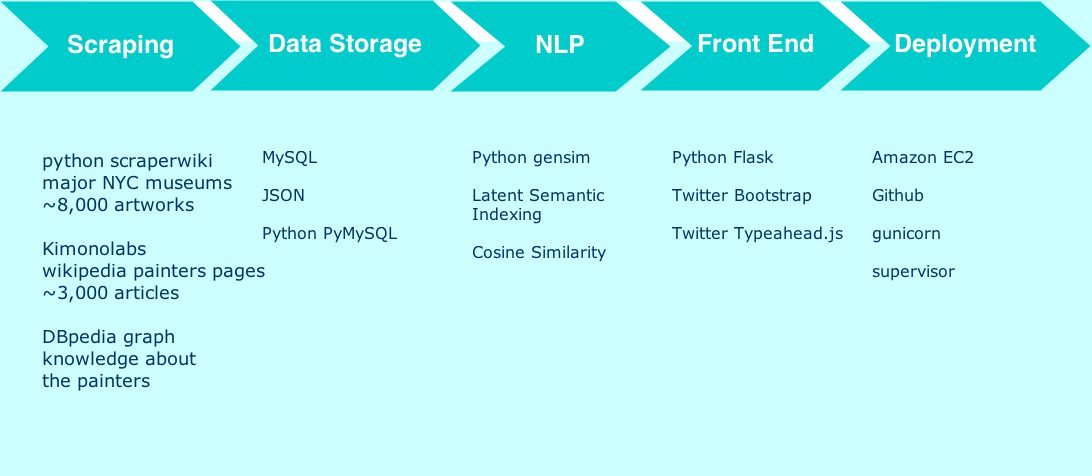 Scraping
Data Storage
NLP
Front End
Deployment
python scraperwiki
major NYC museums
~8,000 artworks
Kimonolabs
wikipedia painters pages
~3,000 articles
DBpedia graph
knowledge about
the painters
MySQL
JSON
Python PyMySQL
Python gensim
Latent Semantic
Indexing
Cosine Similarity
Python Flask
Twitter Bootstrap
Twitter Typeahead.js
Amazon EC2
Github
gunicorn
supervisor